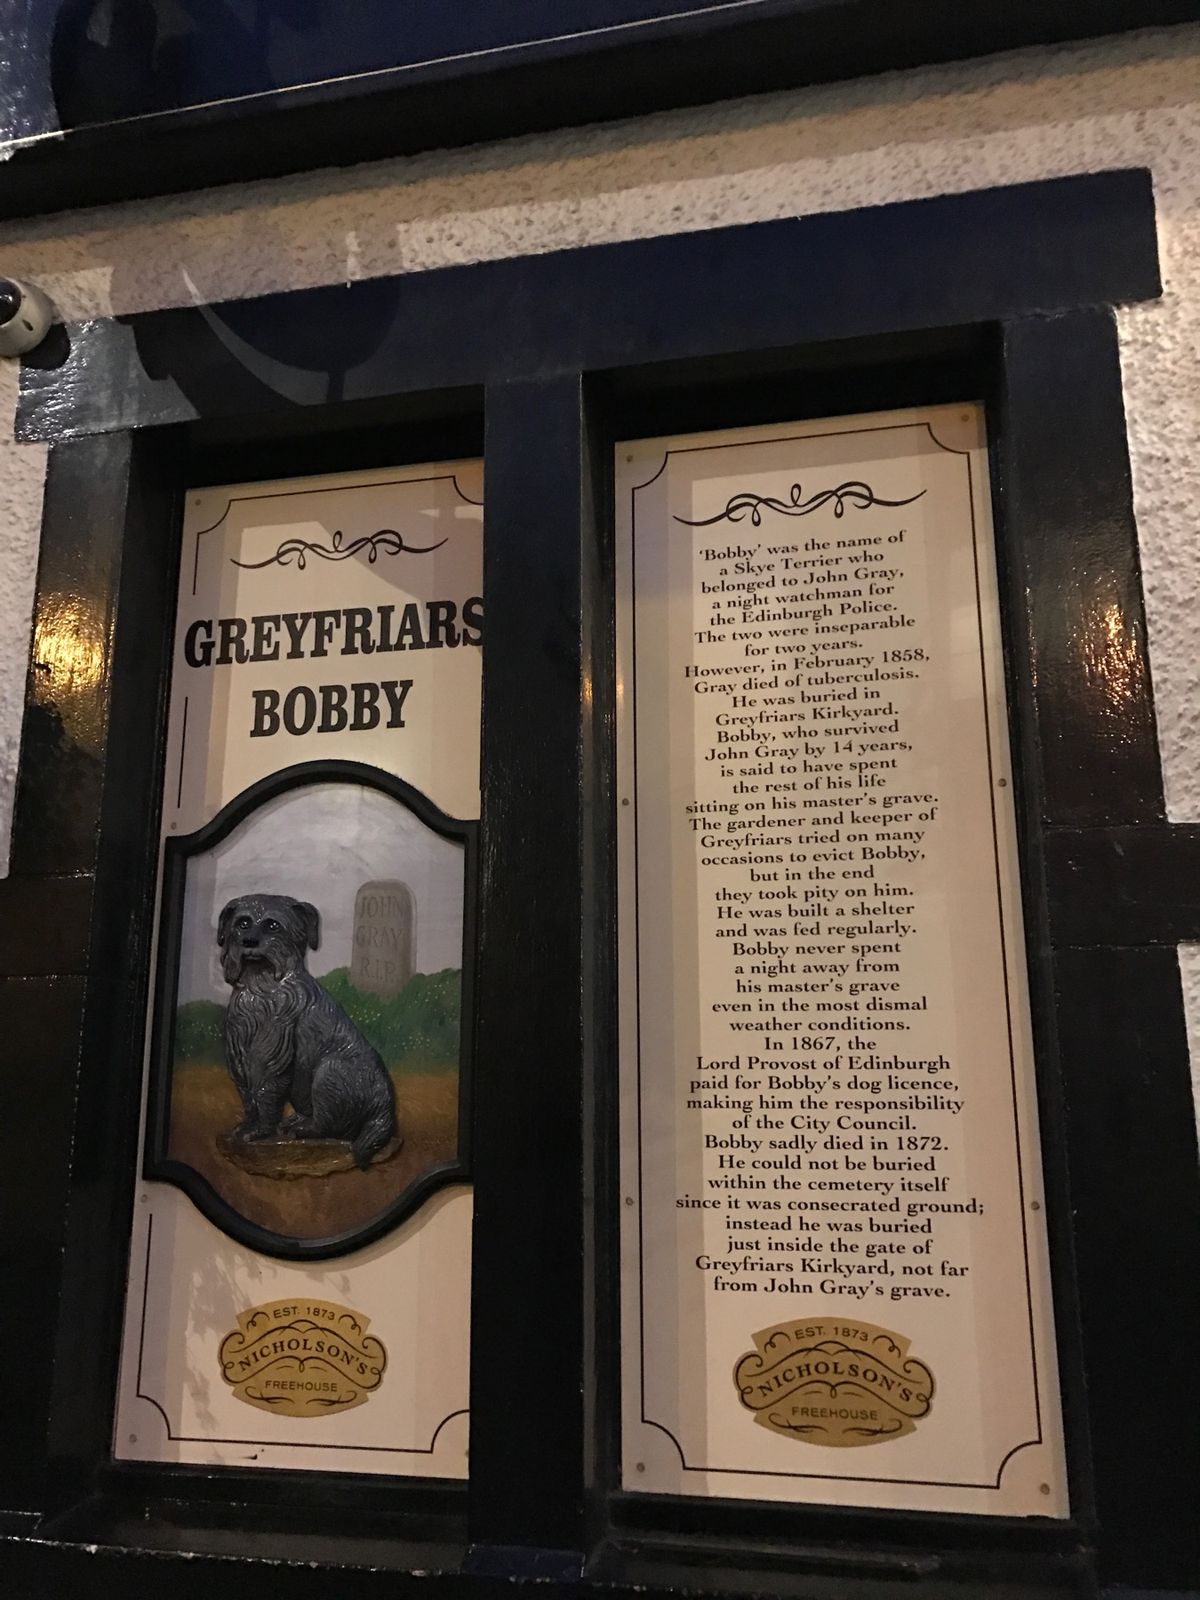 GREYFRIARS
BOBBY
JOHN
GRAY
R.I.P.
EST. 1873
NICHOLSON'S
FREEHOUSE
'Bobby' was the name of
a Skye Terrier who
belonged to John Gray,
a night watchman for
the Edinburgh Police.
The two were inseparable
for two years.
However, in February 1858,
Gray died of tuberculosis.
He was buried in
Greyfriars Kirkyard.
Bobby, who survived
John Gray by 14 years,
is said to have spent
the rest of his life
sitting on his master's grave.
The gardener and keeper of
Greyfriars tried on many
occasions to evict Bobby,
but in the end
they took pity on him.
He was built a shelter
and was fed regularly.
Bobby never spent
a night away from
his master's grave
even in the most dismal
weather conditions.
In 1867, the
Lord Provost of Edinburgh
paid for Bobby's dog licence,
making him the responsibility
of the City Council.
Bobby sadly died in 1872.
He could not be buried
within the cemetery itself
since it was consecrated ground;
instead he was buried
just inside the gate of
Greyfriars Kirkyard, not far
from John Gray's grave.
EST. 1873
NICHOLSON'S
FREEHOUSE